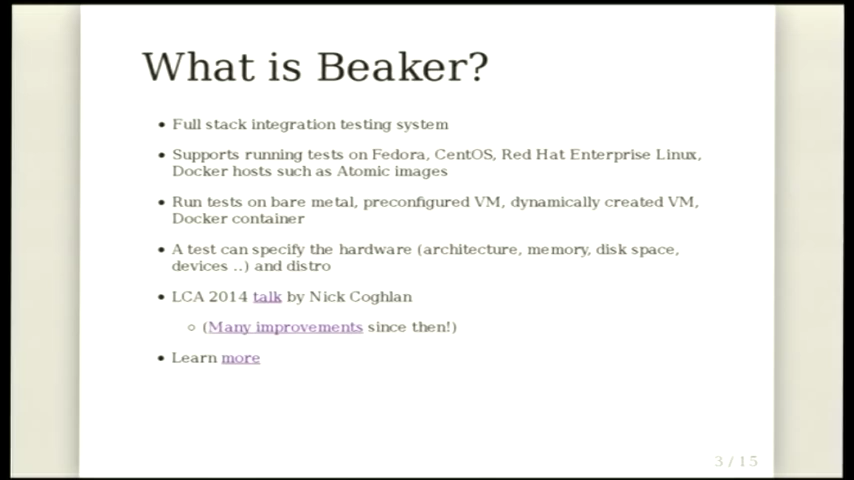 What is Beaker?
• Full stack integration testing system
• Supports running tests on Fedora, CentOS, Red Hat Enterprise Linux,
Docker hosts such as Atomic images
• Run tests on bare metal, preconfigured VM, dynamically created VM,
Docker container
• A test can specify the hardware (architecture, memory, disk space,
devices ..) and distro
• LCA 2014 talk by Nick Coghlan
○ (Many improvements since then!)
• Learn more
3 / 15